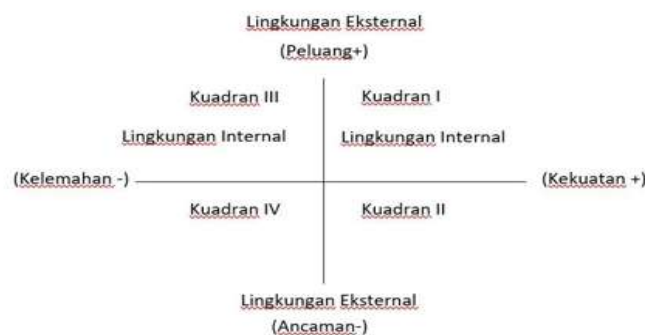 Lingkungan Eksternal
(Peluang+)
Kuadran III
Kuadran I
Lingkungan Internal
Lingkungan Internal
(Kelemahan -)
(Kekuatan +)
Kuadran IV
Kuadran II
Lingkungan Eksternal
(Ancaman-)